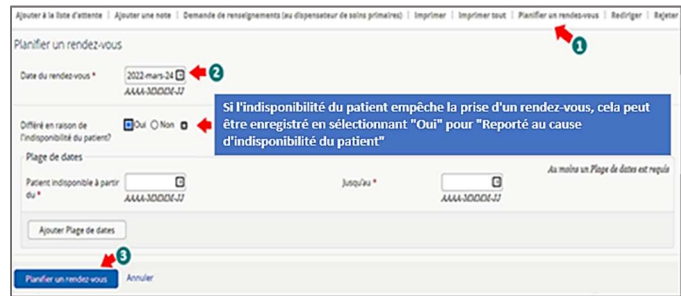 Ajouter à la liste d'attente | Ajouter une note | Demande de renseignements (au dispensateur de soins primaires) | Imprimer | Imprimer tout | Planifier un rendez-vous | Rediriger | Rejeter
1
Planifier un rendez-vous
Date du rendez-vous * 2022-mars-24 2
AAAA-MMM-JJ
Si l'indisponibilité du patient empêche la prise d'un rendez-vous, cela peut
être enregistré en sélectionnant "Oui" pour "Reporté au cause
d'indisponibilité du patient"
Différé en raison de Oui Non
l'indisponibilité du patient?
Plage de dates
Au moins un Plage de dates est requis
Patient indisponible à partir Jusqu'au *
du * AAAA-MMM-JJ AAAA-MMM-JJ
Ajouter Plage de dates
3
Planifier un rendez-vous Annuler